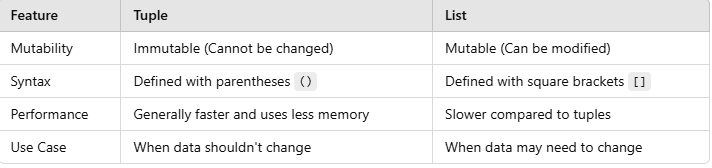 Feature Tuple List
Mutability Immutable (Cannot be changed) Mutable (Can be modified)
Syntax Defined with parentheses () Defined with square brackets []
Performance Generally faster and uses less memory Slower compared to tuples
Use Case When data shouldn't change When data may need to change